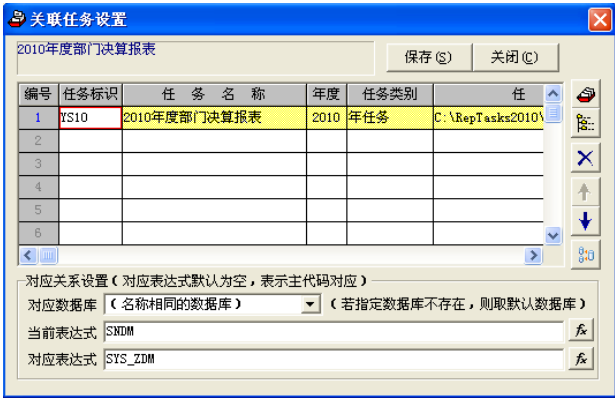 关联任务设置
2010年度部门决算报表
保存(S) 关闭(C)
编号 任务标识 任 务 名 称 年度 任务类别 任
1 YS10 2010年度部门决算报表 2010 年任务 C:\RepTasks2010\
2
3
4
5
6
对应关系设置(对应表达式默认为空,表示主代码对应)
对应数据库 (名称相同的数据库) (若指定数据库不存在,则取默认数据库)
当前表达式 SNDM fx
对应表达式 SYS_ZDM fx